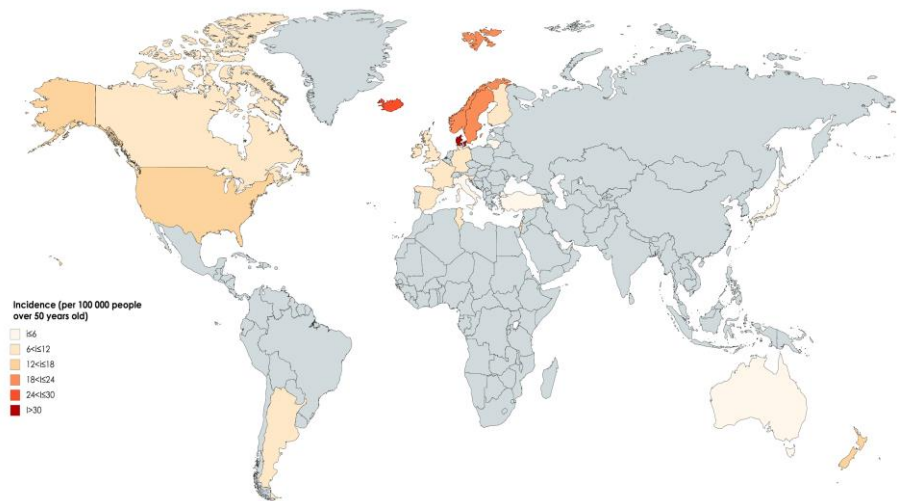 Incidence (per 100 000 people
over 50 years old)
i≤6
6<i≤12
12<i≤18
18<i≤24
24<i≤30
i>30